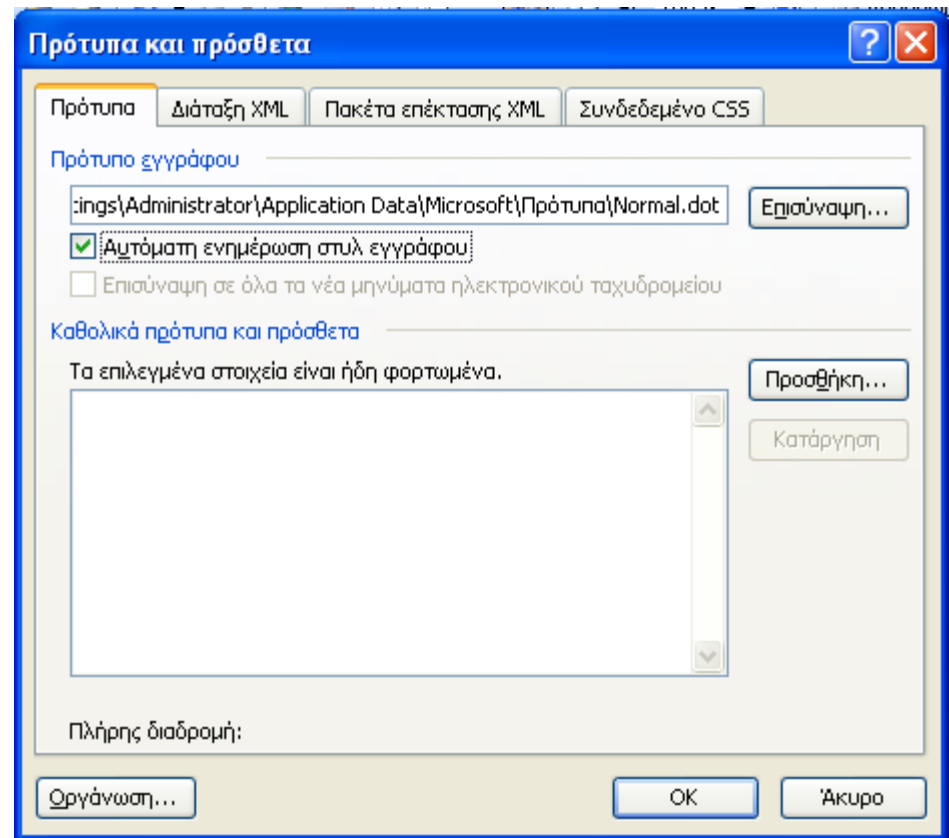 Πρότυπα και πρόσθετα
Πρότυπα Διάταξη XML Πακέτα επέκτασης XML Συνδεδεμένο CSS
Πρότυπο εγγράφου
:ings\Administrator\Application Data\Microsoft\Πρότυπα\Normal.dot Επισύναψη...
Αυτόματη ενημέρωση στυλ εγγράφου
Επισύναψη σε όλα τα νέα μηνύματα ηλεκτρονικού ταχυδρομείου
Καθολικά πρότυπα και πρόσθετα
Τα επιλεγμένα στοιχεία είναι ήδη φορτωμένα.
Προσθήκη...
Κατάργηση
Πλήρης διαδρομή:
Οργάνωση... OK Άκυρο